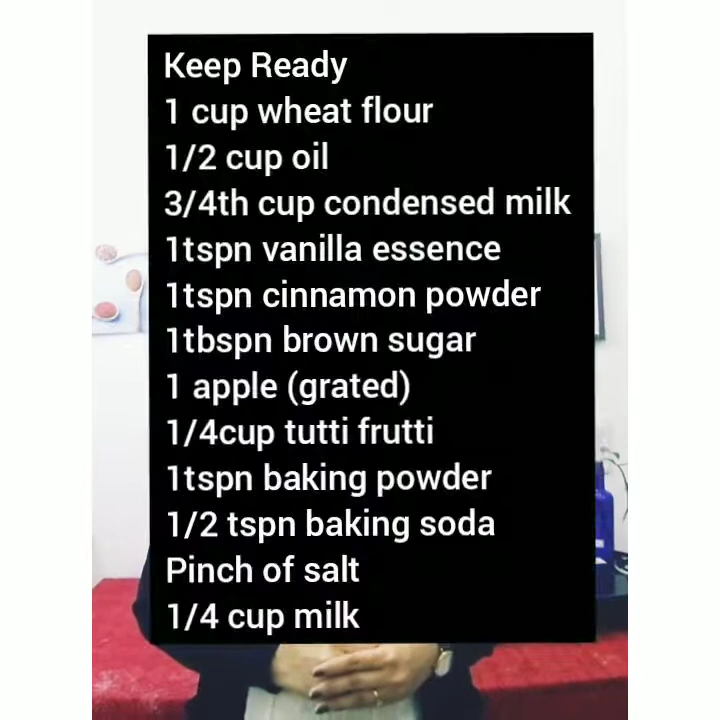 Keep Ready
1 cup wheat flour
1/2 cup oil
3/4th cup condensed milk
1tspn vanilla essence
1tspn cinnamon powder
1tbspn brown sugar
1 apple (grated)
1/4cup tutti frutti
1tspn baking powder
1/2 tspn baking soda
Pinch of salt
1/4 cup milk